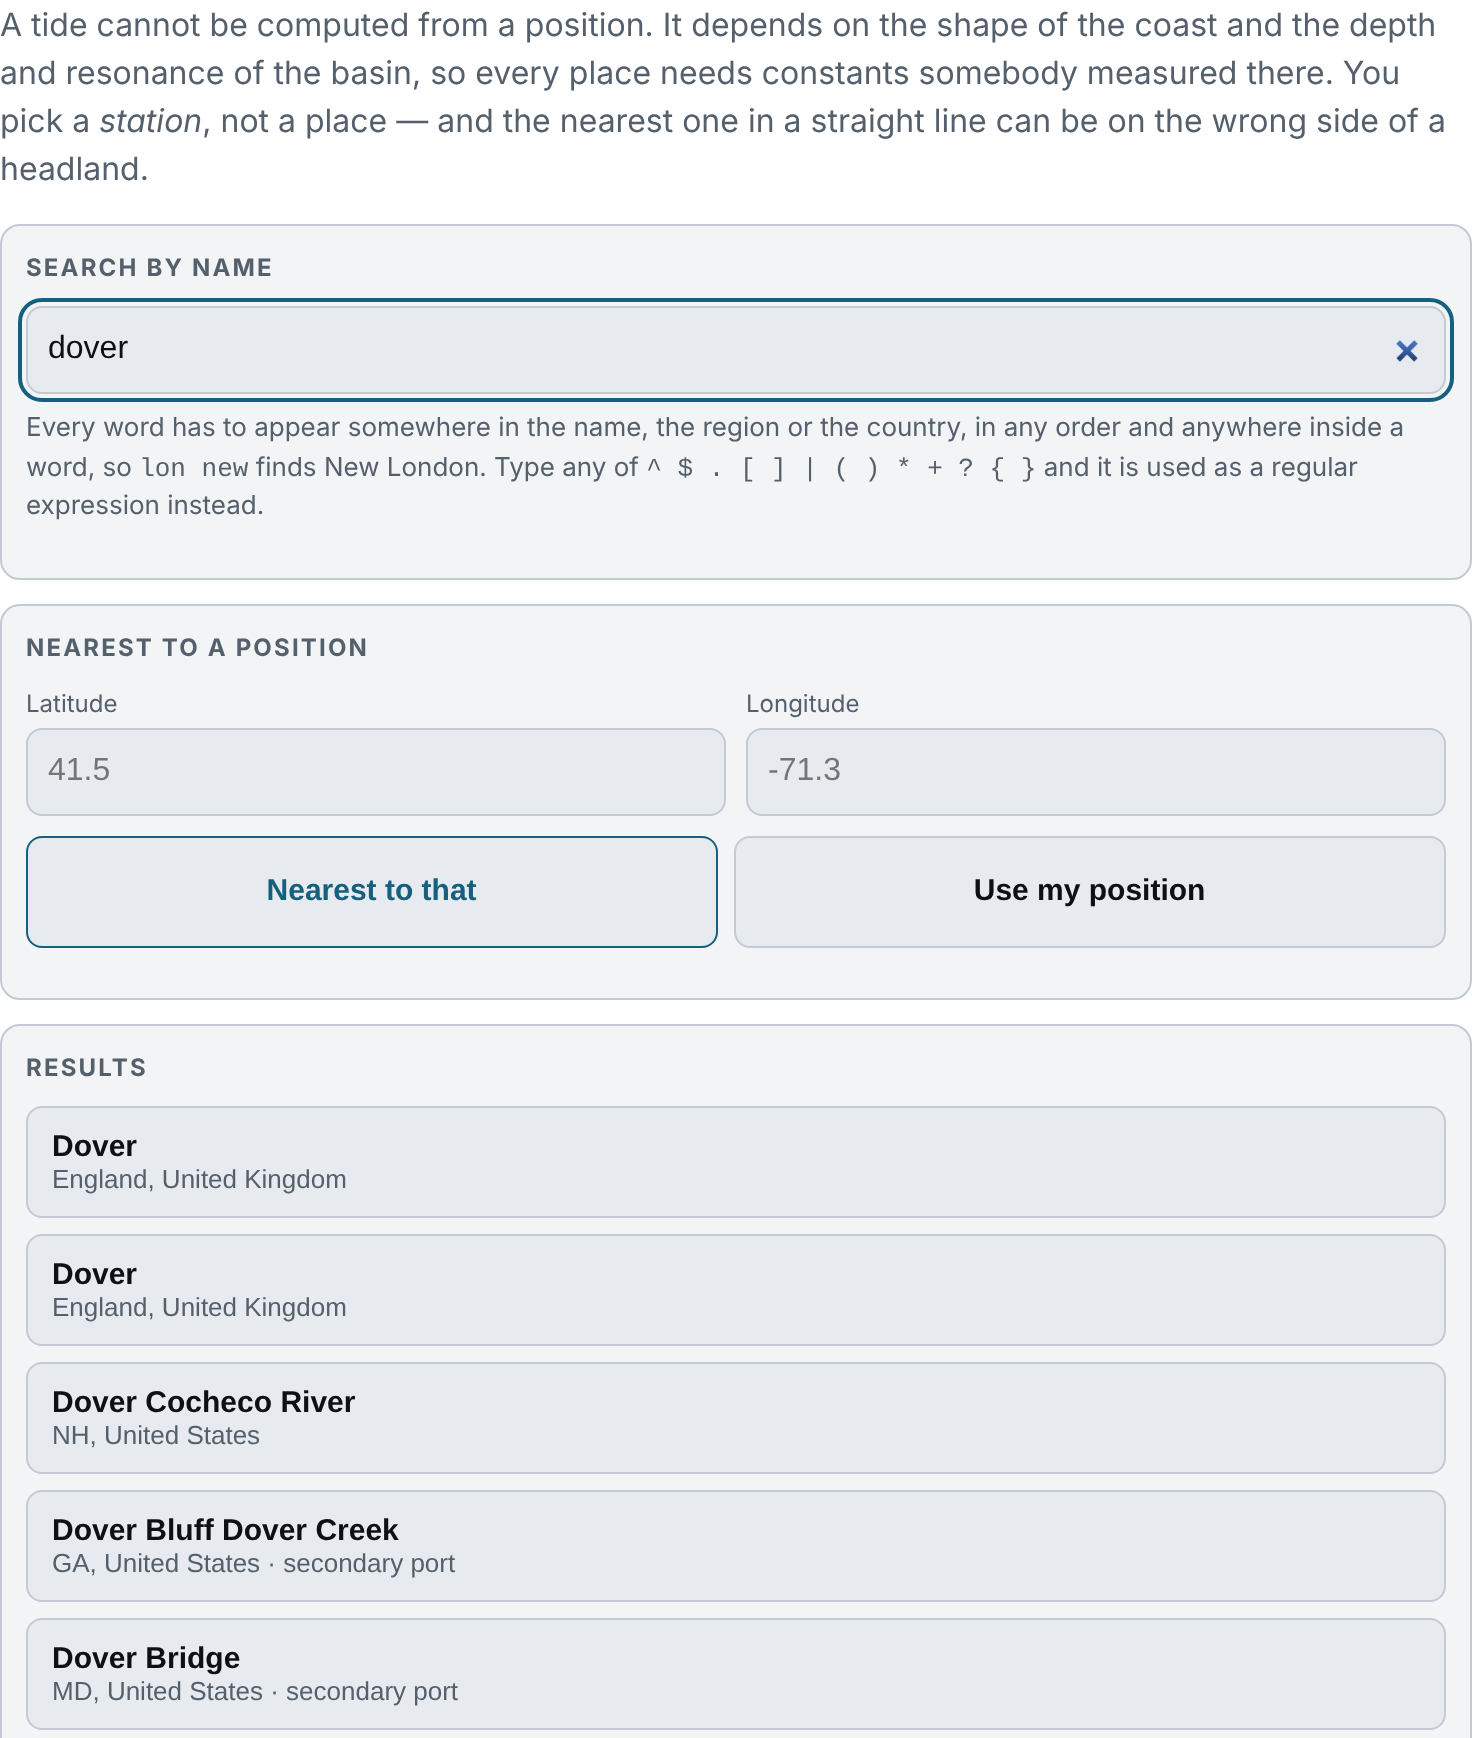 A tide cannot be computed from a position. It depends on the shape of the coast and the depth
and resonance of the basin, so every place needs constants somebody measured there. You
pick a station, not a place — and the nearest one in a straight line can be on the wrong side of a
headland.
SEARCH BY NAME
dover
Every word has to appear somewhere in the name, the region or the country, in any order and anywhere inside a
word, so lon new finds New London. Type any of ^ $ . [ ] | ( ) * + ? { } and it is used as a regular
expression instead.
NEAREST TO A POSITION
Latitude
Longitude
41.5
-71.3
Nearest to that
Use my position
RESULTS
Dover
England, United Kingdom
Dover
England, United Kingdom
Dover Cocheco River
NH, United States
Dover Bluff Dover Creek
GA, United States · secondary port
Dover Bridge
MD, United States · secondary port